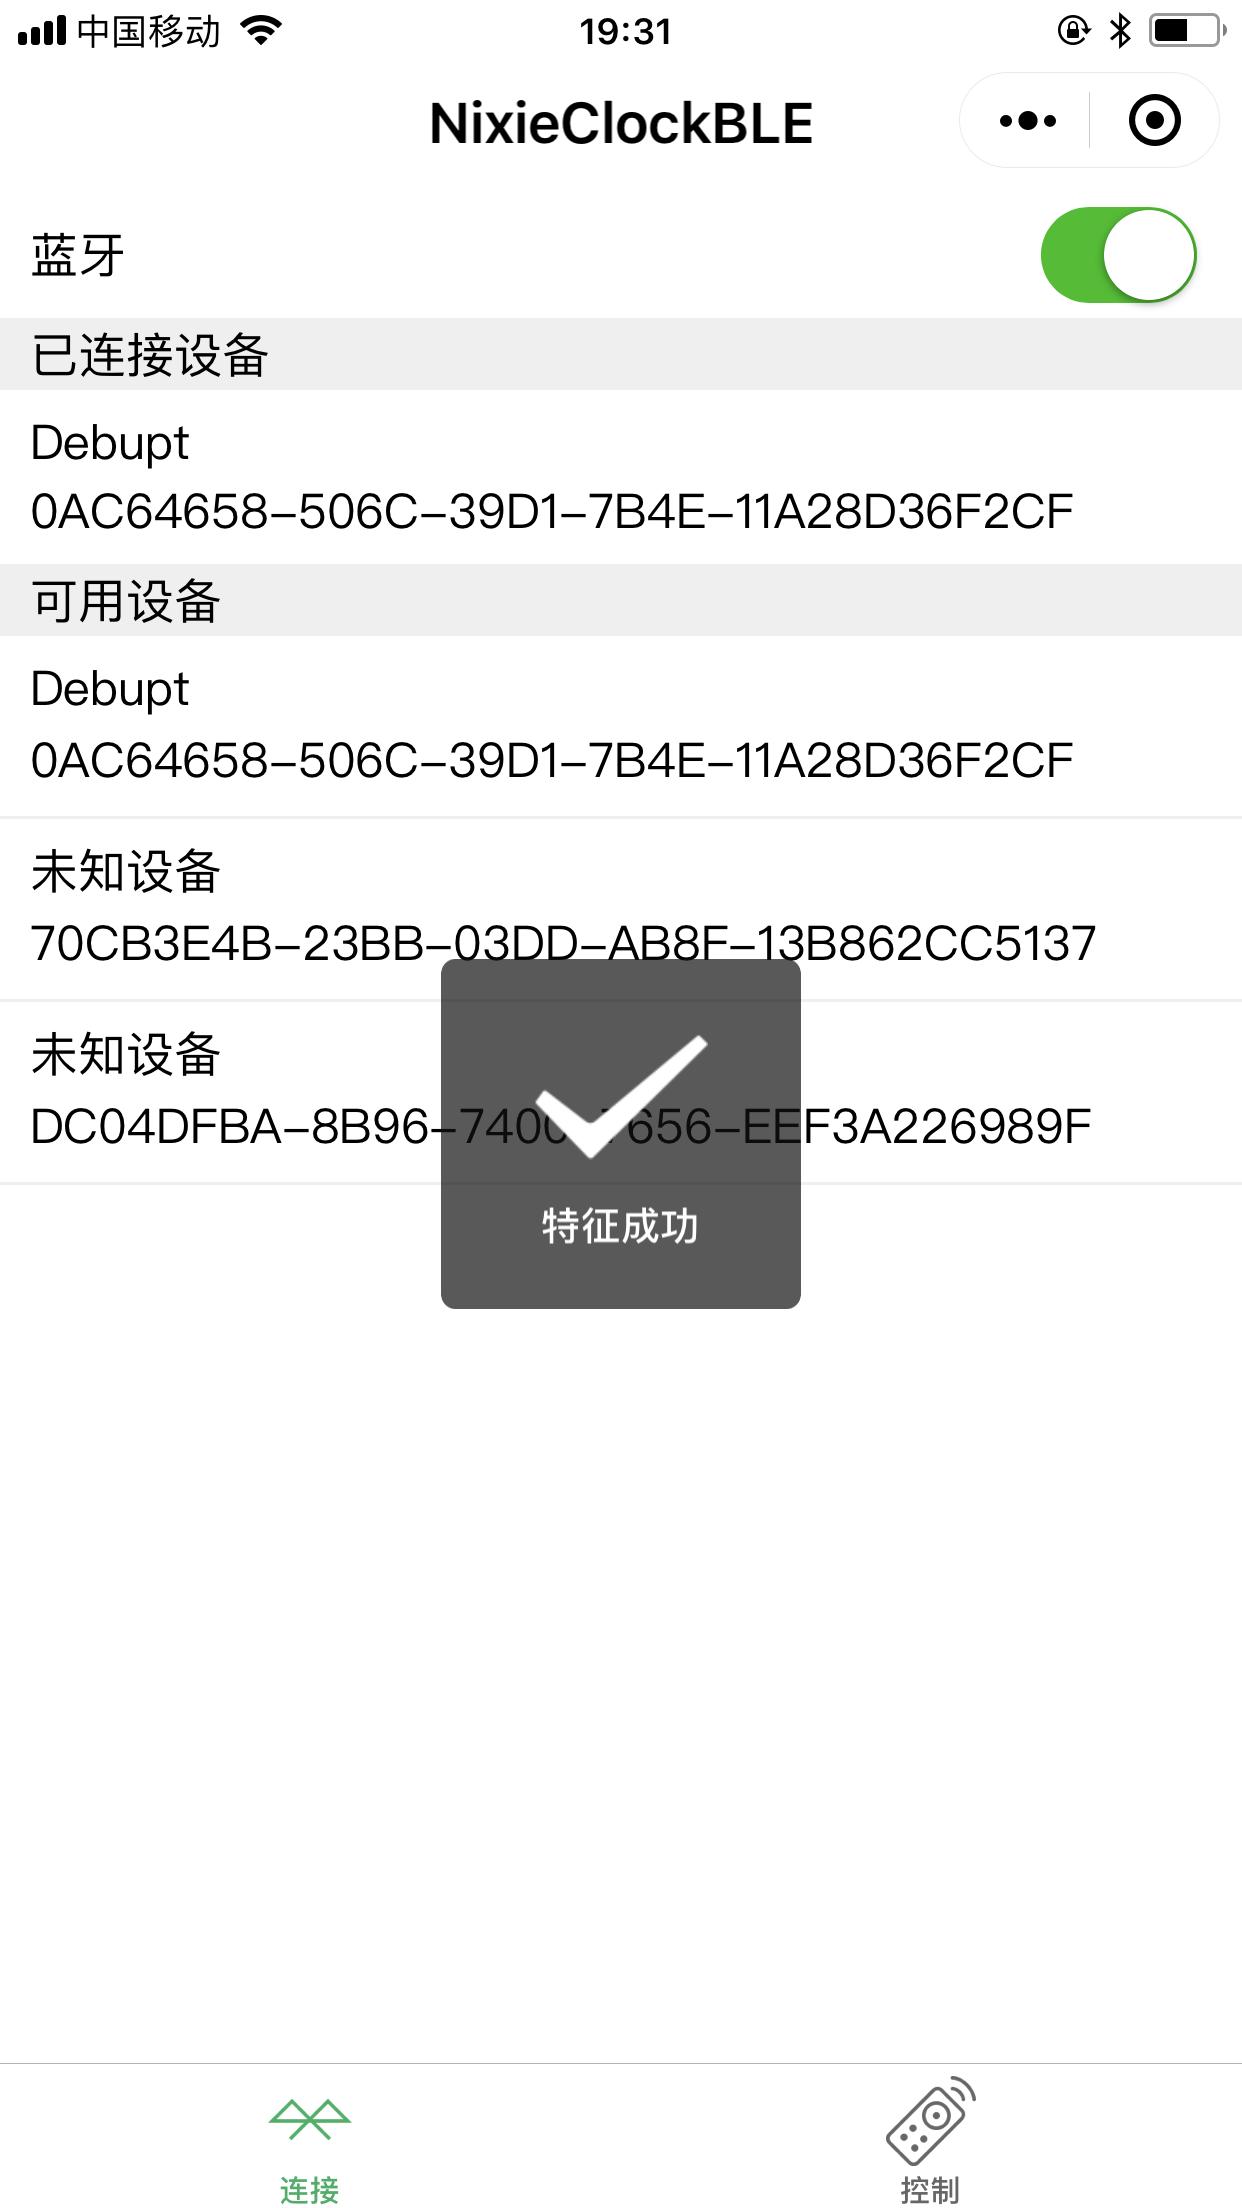 中国移动
19:31
NixieClockBLE
蓝牙
已连接设备
Debupt
0AC64658-506C-39D1-7B4E-11A28D36F2CF
可用设备
Debupt
0AC64658-506C-39D1-7B4E-11A28D36F2CF
未知设备
70CB3E4B-23BB-03DD-AB8F-13B862CC5137
未知设备
DC04DFBA-8B96-740 656-EEF3A226989F
特征成功
连接
控制